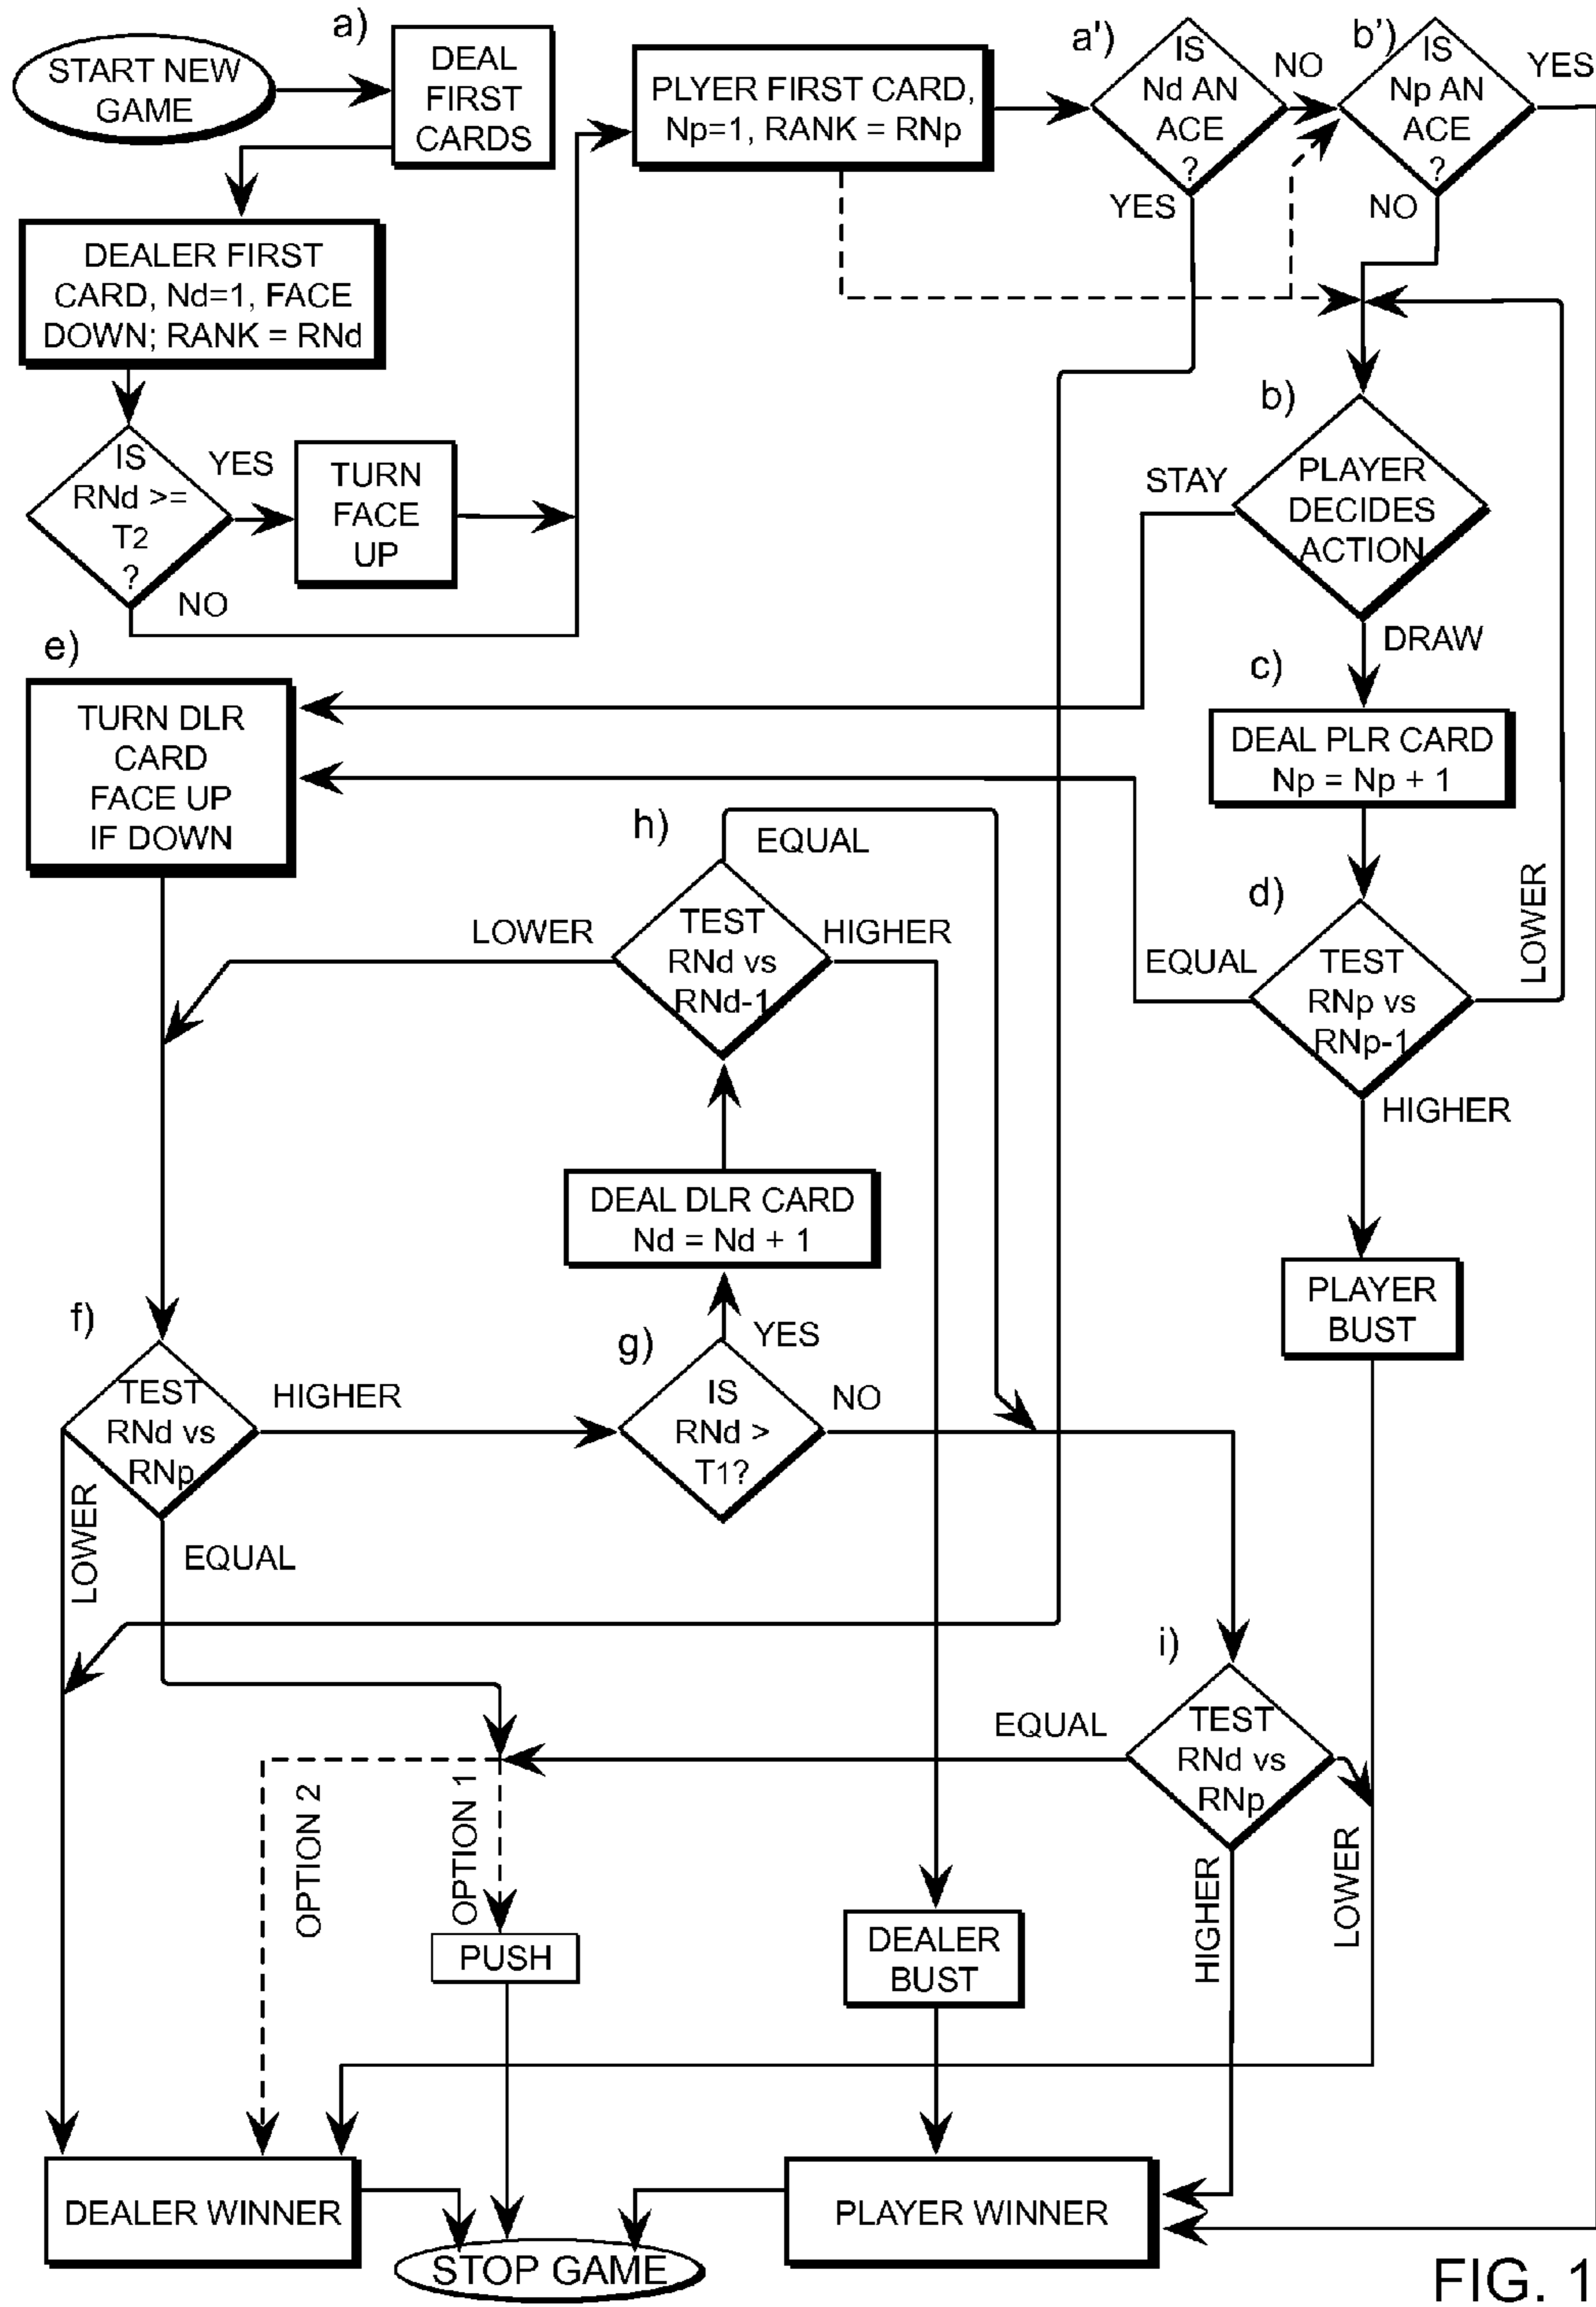 a)
START NEW
GAME
DEAL
FIRST
CARDS
PLYER FIRST CARD,
Np=1, RANK = RNp
a')
IS
Nd AN
ACE
?
NO
YES
b')
IS
Np AN
ACE
?
YES
NO
DEALER FIRST
CARD, Nd=1, FACE
DOWN; RANK = RNd
IS
RNd >=
T2
?
YES
NO
TURN
FACE
UP
b)
PLAYER
DECIDES
ACTION
STAY
DRAW
c)
DEAL PLR CARD
Np = Np + 1
d)
TEST
RNp vs
RNp-1
EQUAL
LOWER
HIGHER
PLAYER
BUST
e)
TURN DLR
CARD
FACE UP
IF DOWN
h)
EQUAL
TEST
RNd vs
RNd-1
LOWER
HIGHER
DEAL DLR CARD
Nd = Nd + 1
f)
TEST
RNd vs
RNp
HIGHER
LOWER
EQUAL
g)
IS
RNd >
T1?
YES
NO
i)
TEST
RNd vs
RNp
EQUAL
HIGHER
LOWER
OPTION 2
OPTION 1
PUSH
DEALER
BUST
DEALER WINNER
PLAYER WINNER
STOP GAME
FIG. 1